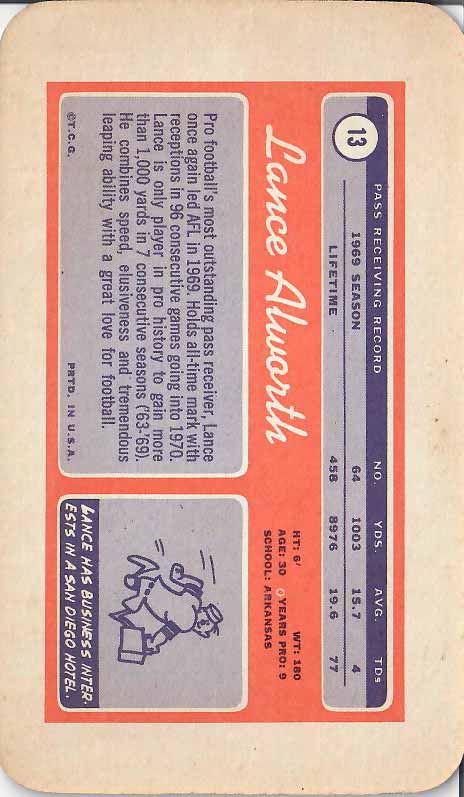 13
PASS RECEIVING RECORD NO. YDS. AVG. TDs
1969 SEASON 64 1003 15.7 4
LIFETIME 458 8976 19.6 77
Lance Alworth
HT: 6' WT: 180
AGE: 30 YEARS PRO: 9
SCHOOL: ARKANSAS
Pro football's most outstanding pass receiver, Lance
once again led AFL in 1969. Holds all-time mark with
receptions in 96 consecutive games going into 1970.
Lance is only player in pro history to gain more
than 1,000 yards in 7 consecutive seasons ('63-'69).
He combines speed, elusiveness and tremendous
leaping ability with a great love for football.
©T.C.G. PRTD. IN U.S.A.
LANCE HAS BUSINESS INTER-
ESTS IN A SAN DIEGO HOTEL.